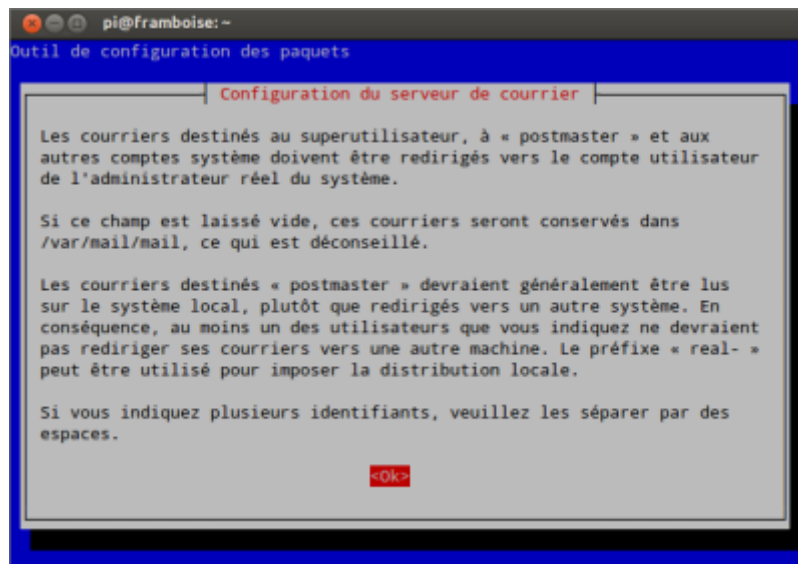 pi@framboise: ~
Outil de configuration des paquets
Configuration du serveur de courrier
Les courriers destinés au superutilisateur, à « postmaster » et aux
autres comptes système doivent être redirigés vers le compte utilisateur
de l'administrateur réel du système.
Si ce champ est laissé vide, ces courriers seront conservés dans
/var/mail/mail, ce qui est déconseillé.
Les courriers destinés « postmaster » devraient généralement être lus
sur le système local, plutôt que redirigés vers un autre système. En
conséquence, au moins un des utilisateurs que vous indiquez ne devraient
pas rediriger ses courriers vers une autre machine. Le préfixe « real- »
peut être utilisé pour imposer la distribution locale.
Si vous indiquez plusieurs identifiants, veuillez les séparer par des
espaces.
<Ok>